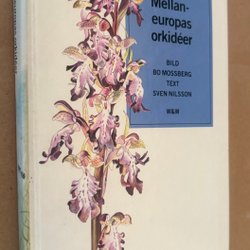 Mellan-
europas
orkidéer
BILD
BO MOSSBERG
TEXT
SVEN NILSSON
W&W